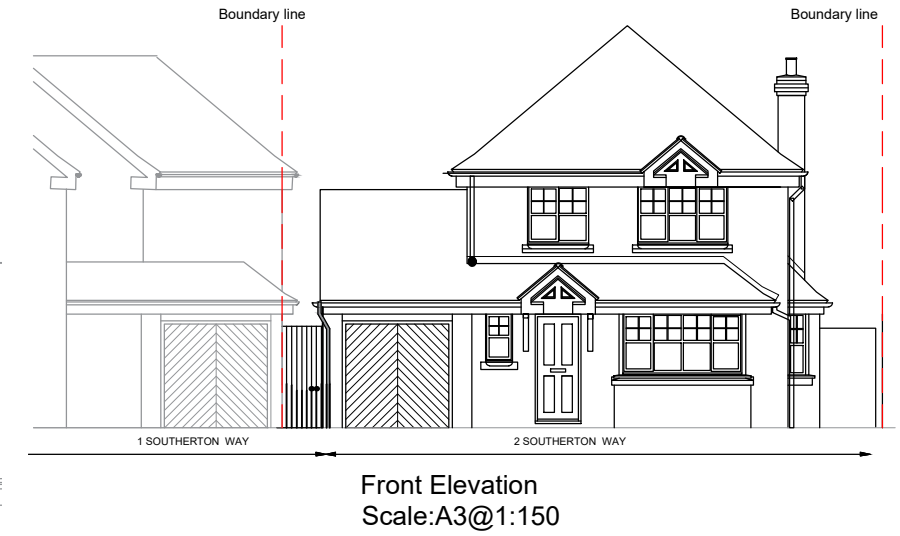 Boundary line
Boundary line
1 SOUTHERTON WAY
2 SOUTHERTON WAY
Front Elevation
Scale:A3@1:150